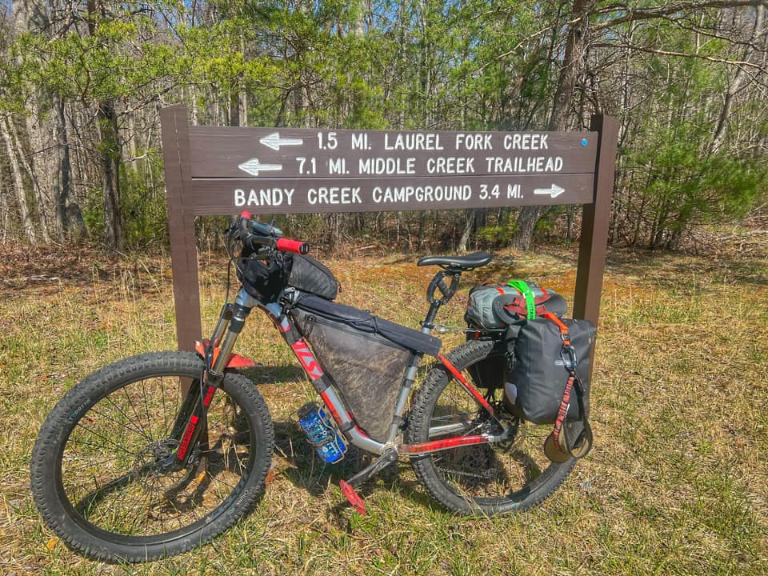 1.5 MI. LAUREL FORK CREEK
7.1 MI. MIDDLE CREEK TRAILHEAD
BANDY CREEK CAMPGROUND 3.4 MI.